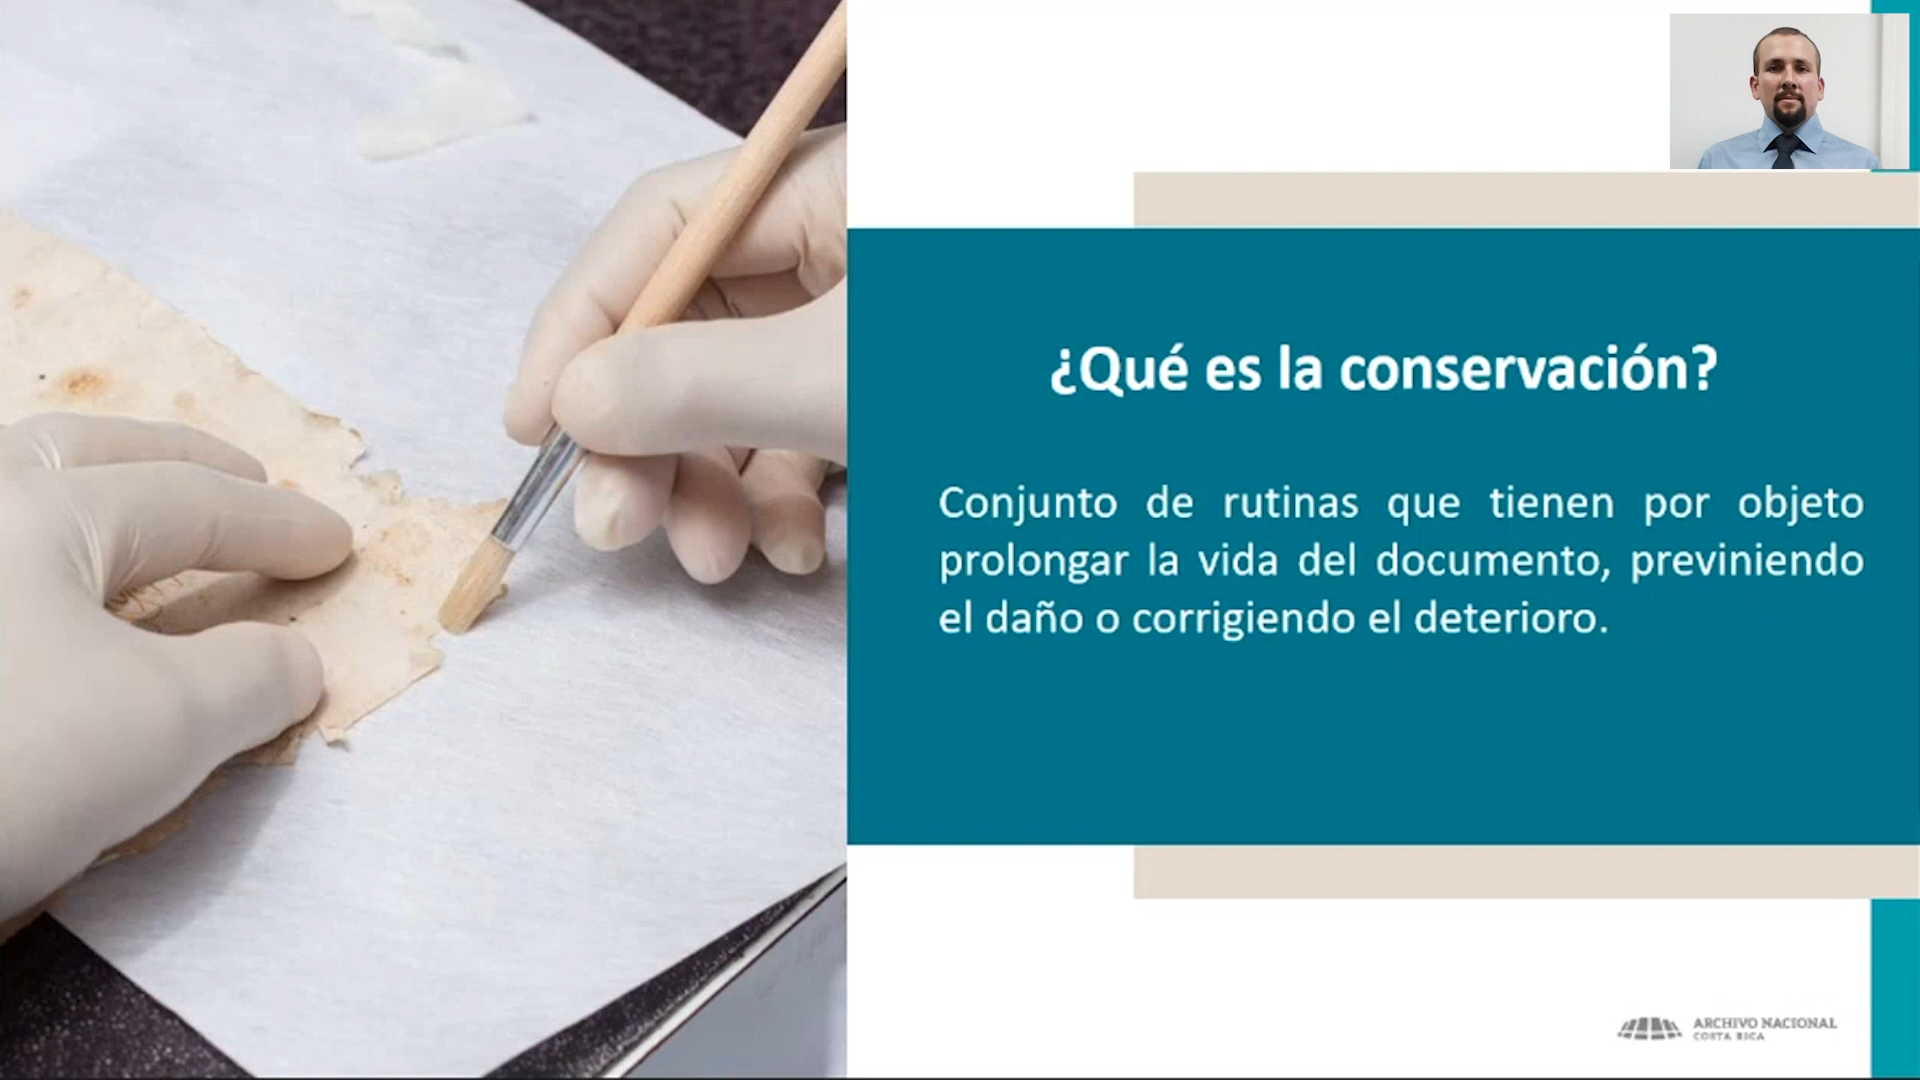 ¿Qué es la conservación?
Conjunto de rutinas que tienen por objeto
prolongar la vida del documento, previniendo
el daño o corrigiendo el deterioro.
ARCHIVO NACIONAL
COSTA RICA